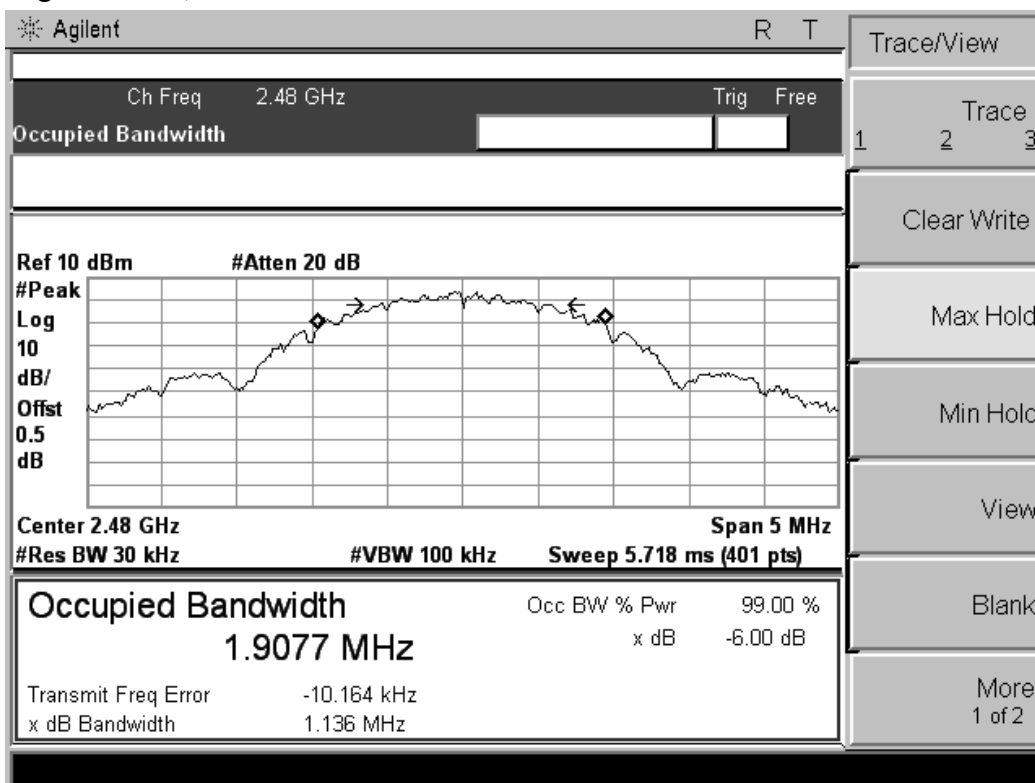 Agilent R T
Trace/View
Ch Freq 2.48 GHz Trig Free
Occupied Bandwidth
Trace
1 2 3
Clear Write
Max Hold
Min Hold
View
Blank
More
1 of 2
Ref 10 dBm #Atten 20 dB
#Peak
Log
10
dB/
Offst
0.5
dB
Center 2.48 GHz Span 5 MHz
#Res BW 30 kHz #VBW 100 kHz Sweep 5.718 ms (401 pts)
Occupied Bandwidth Occ BW % Pwr 99.00 %
1.9077 MHz x dB -6.00 dB
Transmit Freq Error -10.164 kHz
x dB Bandwidth 1.136 MHz